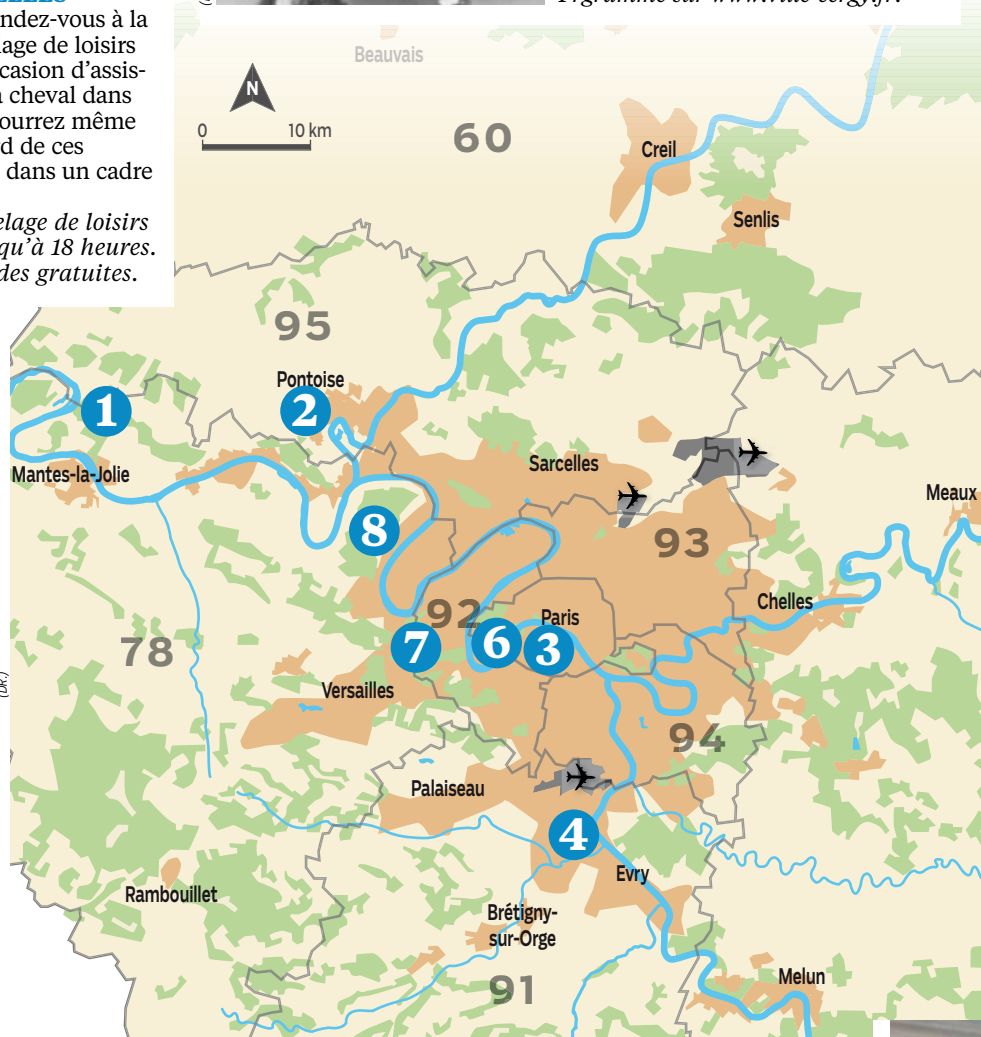 ndez-vous à la
lage de loisirs
casion d'assis-
à cheval dans
ourrez même
d de ces
dans un cadre
elage de loisirs
qu'à 18 heures.
des gratuites.
Beauvais
N
0 10 km
60
Creil
Senlis
95
Pontoise
1
2
Mantes-la-Jolie
Sarcelles
Meaux
8
93
Chelles
92
Paris
78
7
6
3
Versailles
94
Palaiseau
4
Evry
Rambouillet
Brétigny-
sur-Orge
91
Melun
(DR.)